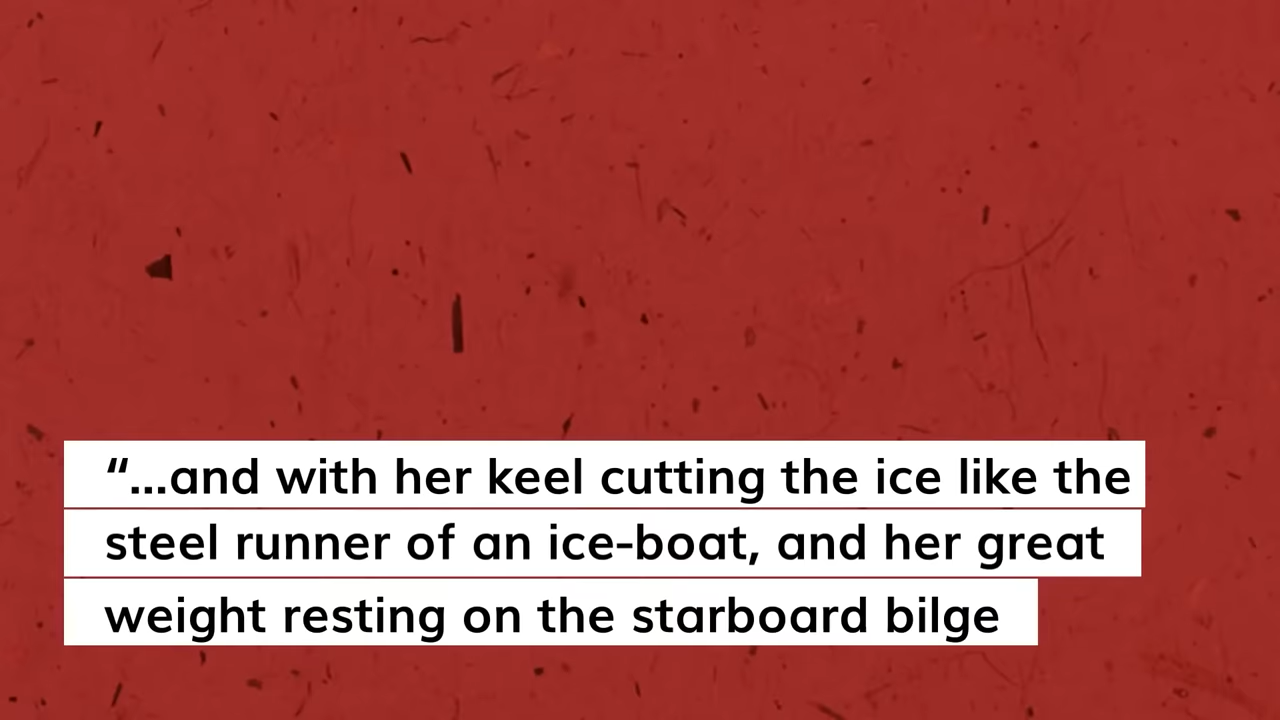 “...and with her keel cutting the ice like the
steel runner of an ice-boat, and her great
weight resting on the starboard bilge